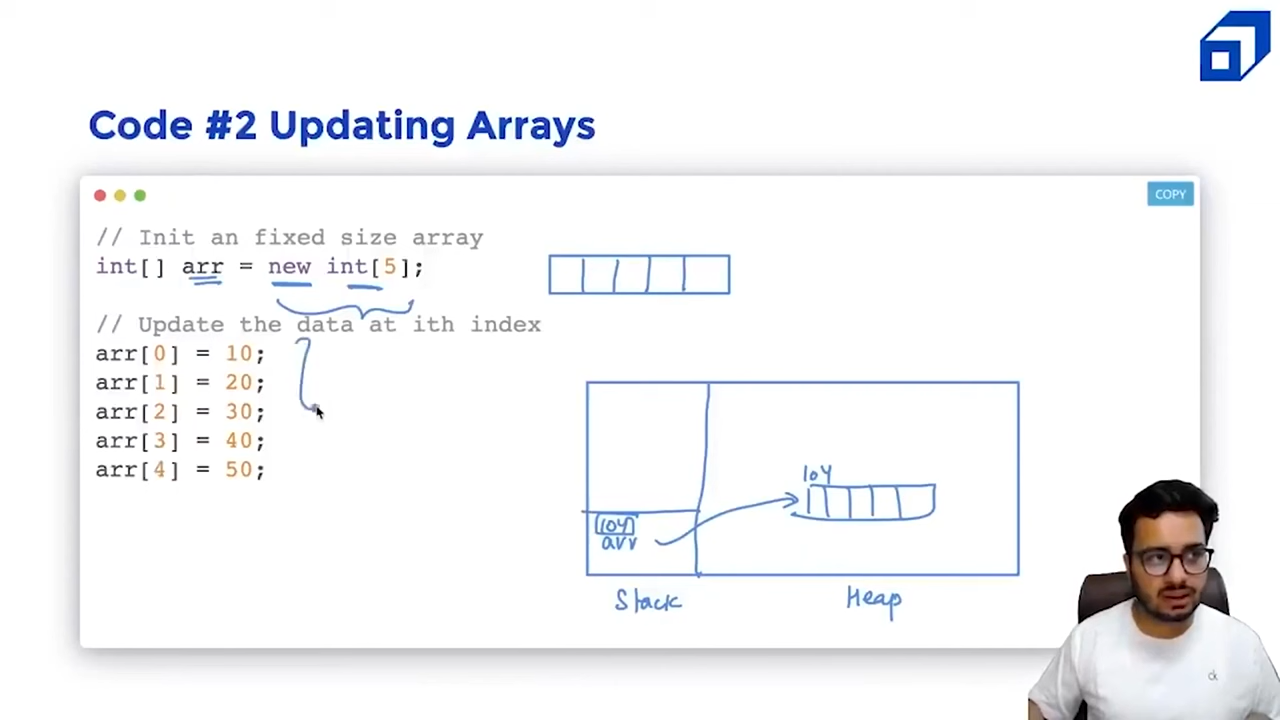 Code #2 Updating Arrays
COPY
// Init an fixed size array
int[] arr = new int[5];
// Update the data at ith index
arr[0] = 10;
arr[1] = 20;
arr[2] = 30;
arr[3] = 40;
arr[4] = 50;
104
104
arr
Stack
Heap
ck